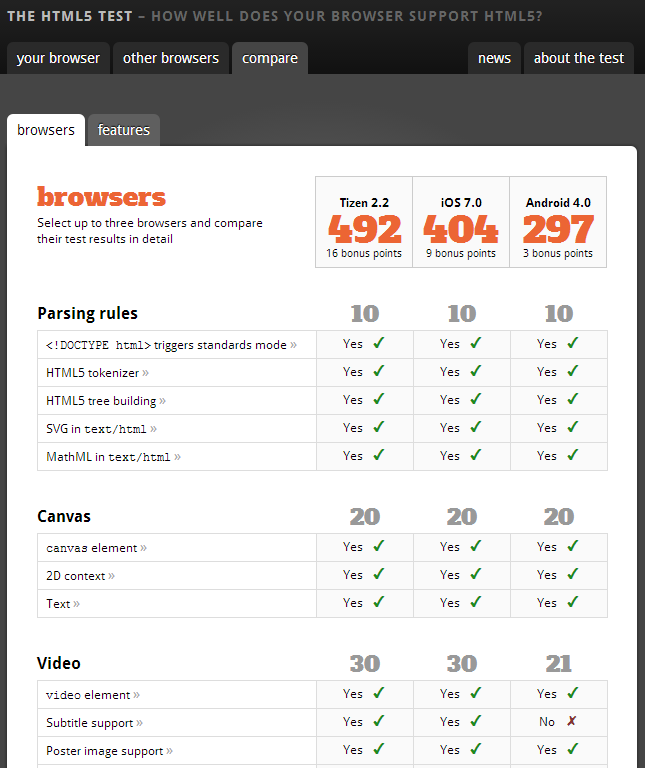 THE HTML5 TEST – HOW WELL DOES YOUR BROWSER SUPPORT HTML5?
your browser other browsers compare news about the test
browsers features
browsers
Select up to three browsers and compare
their test results in detail
Tizen 2.2 iOS 7.0 Android 4.0
492 404 297
16 bonus points 9 bonus points 3 bonus points
Parsing rules 10 10 10
<!DOCTYPE html> triggers standards mode » Yes ✔ Yes ✔ Yes ✔
HTML5 tokenizer » Yes ✔ Yes ✔ Yes ✔
HTML5 tree building » Yes ✔ Yes ✔ Yes ✔
SVG in text/html » Yes ✔ Yes ✔ Yes ✔
MathML in text/html » Yes ✔ Yes ✔ Yes ✔
Canvas 20 20 20
canvas element » Yes ✔ Yes ✔ Yes ✔
2D context » Yes ✔ Yes ✔ Yes ✔
Text » Yes ✔ Yes ✔ Yes ✔
Video 30 30 21
video element » Yes ✔ Yes ✔ Yes ✔
Subtitle support » Yes ✔ Yes ✔ No ✘
Poster image support » Yes ✔ Yes ✔ Yes ✔